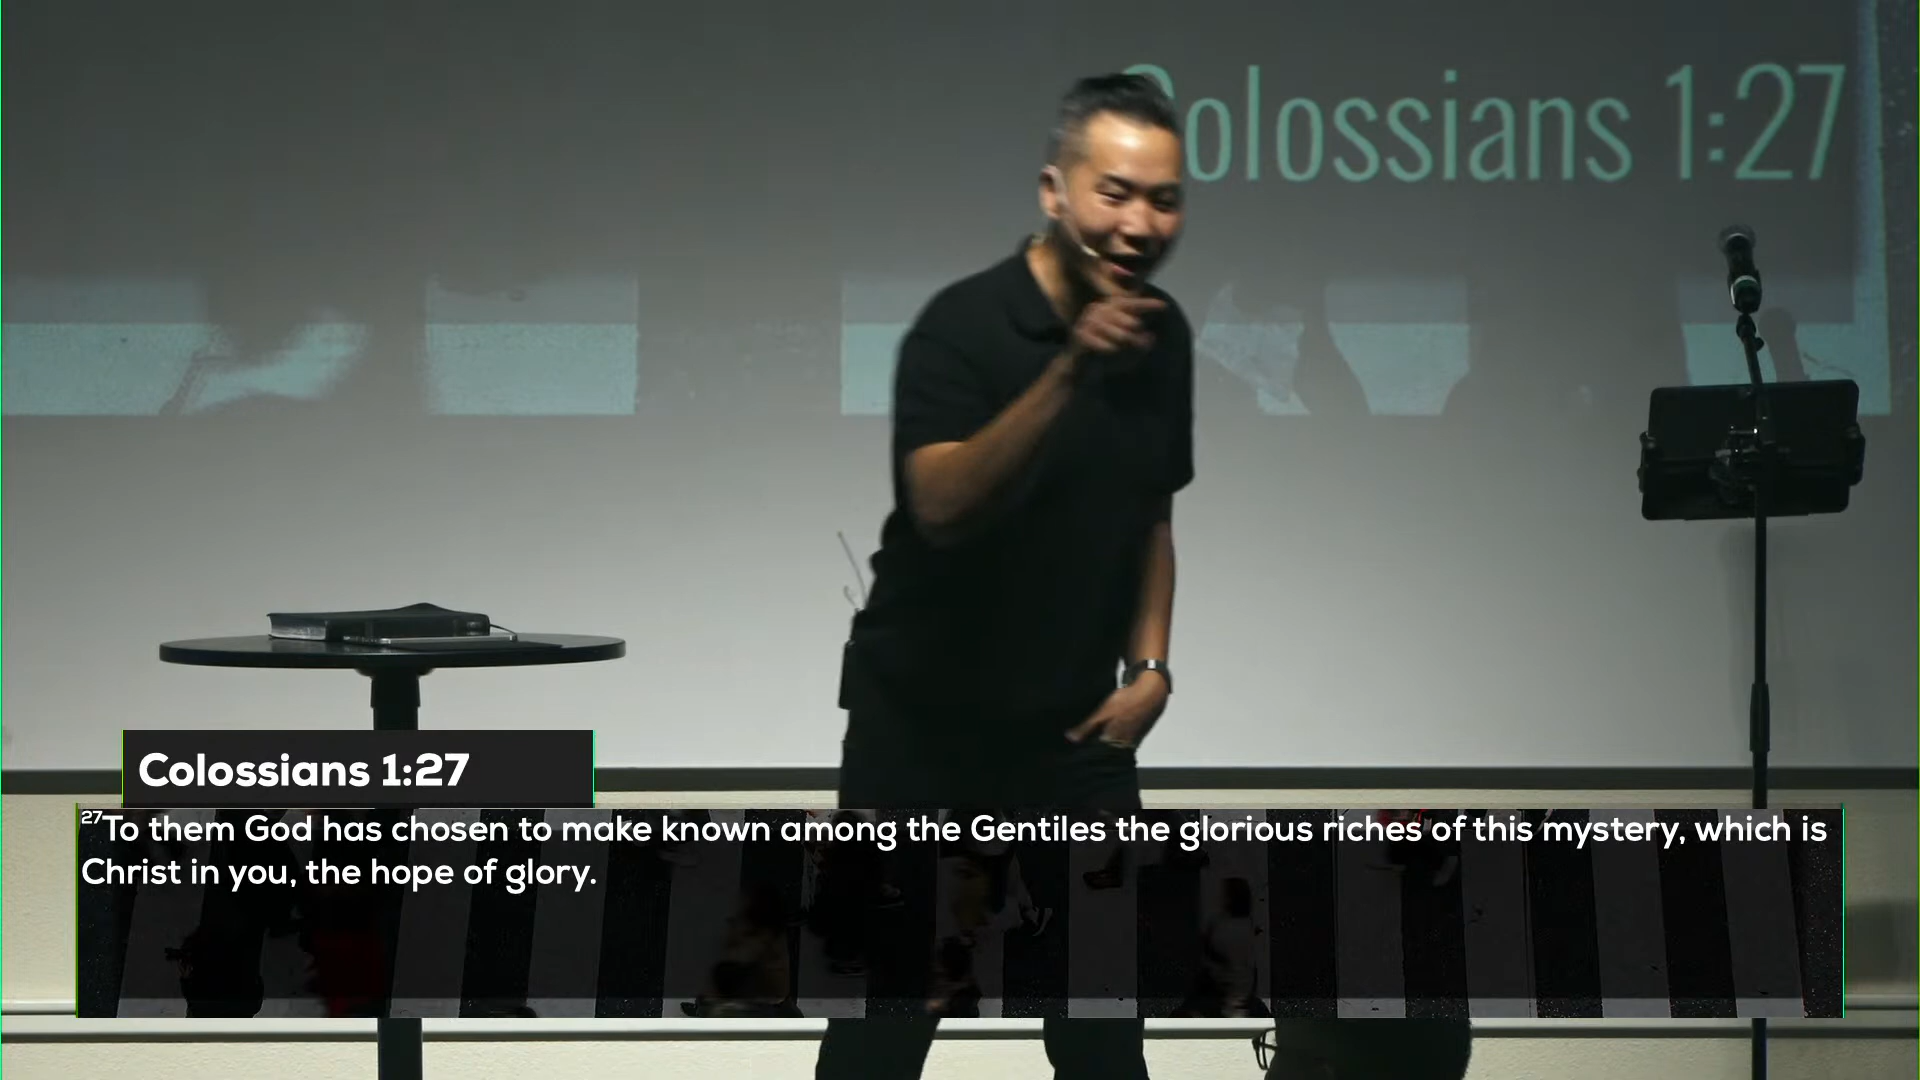 Colossians 1:27
Colossians 1:27
27To them God has chosen to make known among the Gentiles the glorious riches of this mystery, which is
Christ in you, the hope of glory.